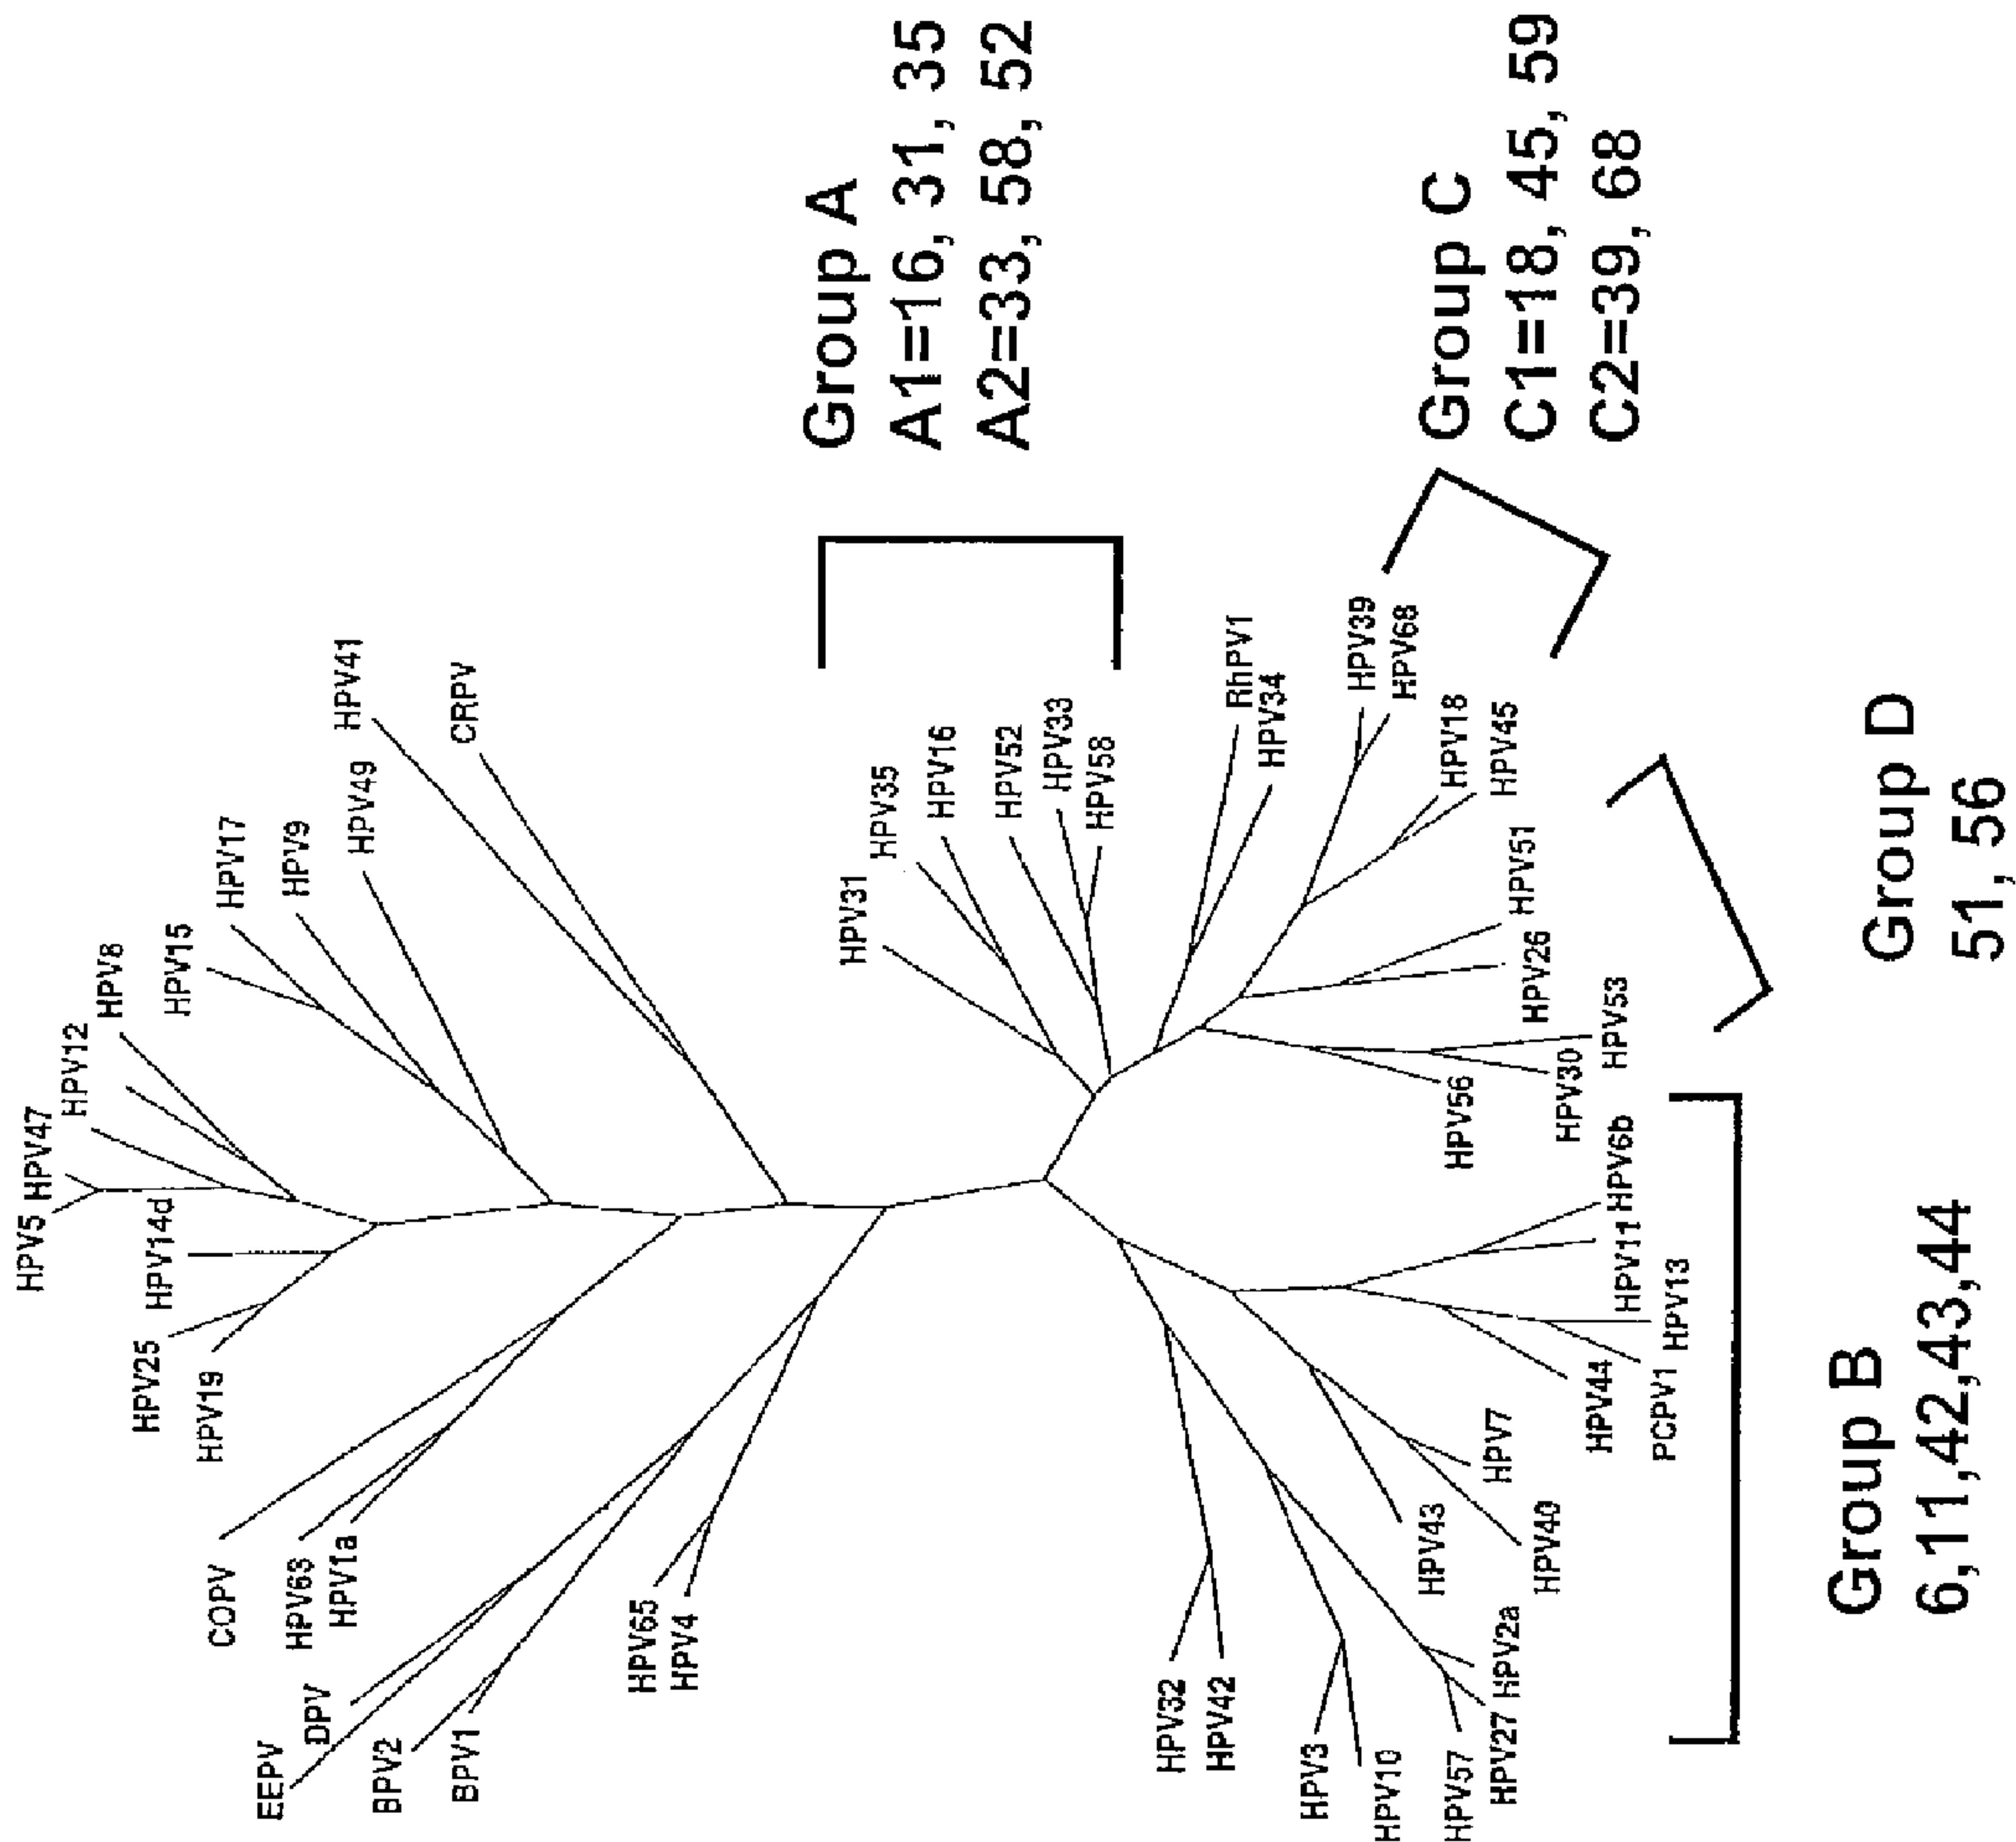 HPV5
HPV47
HPV12
HPV8
HPV15
HPV17
HPV9
HPV49
HPV41
CRPV
HPV14d
HPV25
HPV19
COPV
HPV63
HPV1a
EEPV
DPV
BPV2
BPV1
HPV65
HPV4
HPV31
HPV35
HPV16
HPV52
HPV33
HPV58
RhPV1
HPV34
HPV39
HPV68
HPV18
HPV45
HPV51
HPV26
HPV53
HPV30
HPV56
HPV6b
HPV11
HPV13
PCPV1
HPV44
HPV7
HPV40
HPV43
HPV2a
HPV27
HPV57
HPV10
HPV3
HPV42
HPV32
Group A
A1=16, 31, 35
A2=33, 58, 52
Group C
C1=18, 45, 59
C2=39, 68
Group D
51, 56
Group B
6,11,42,43,44